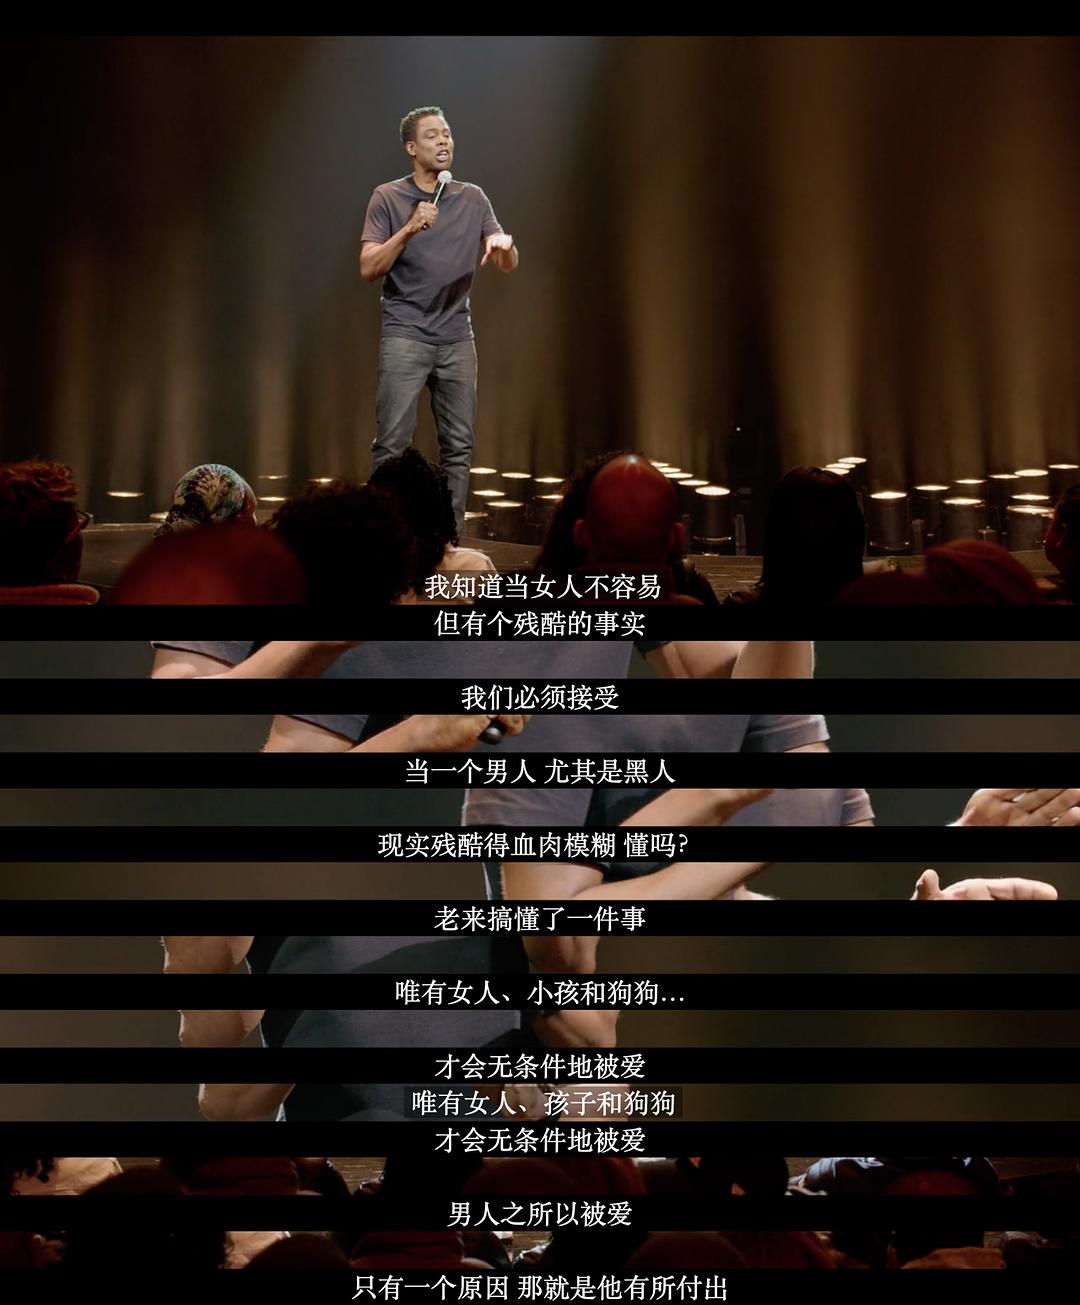 我知道当女人不容易
但有个残酷的事实
我们必须接受
当一个男人 尤其是黑人
现实残酷得血肉模糊 懂吗?
老来搞懂了一件事
唯有女人、小孩和狗狗...
才会无条件地被爱
唯有女人、孩子和狗狗
才会无条件地被爱
男人之所以被爱
只有一个原因 那就是他有所付出